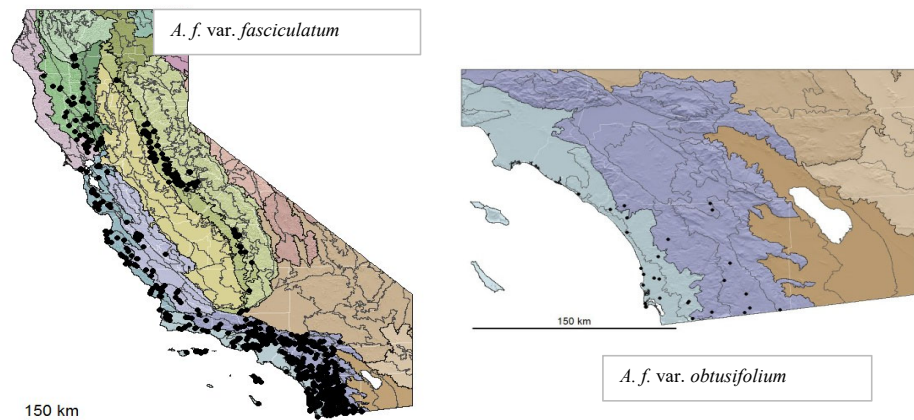 A. f. var. fasciculatum
150 km
150 km
A. f. var. obtusifolium